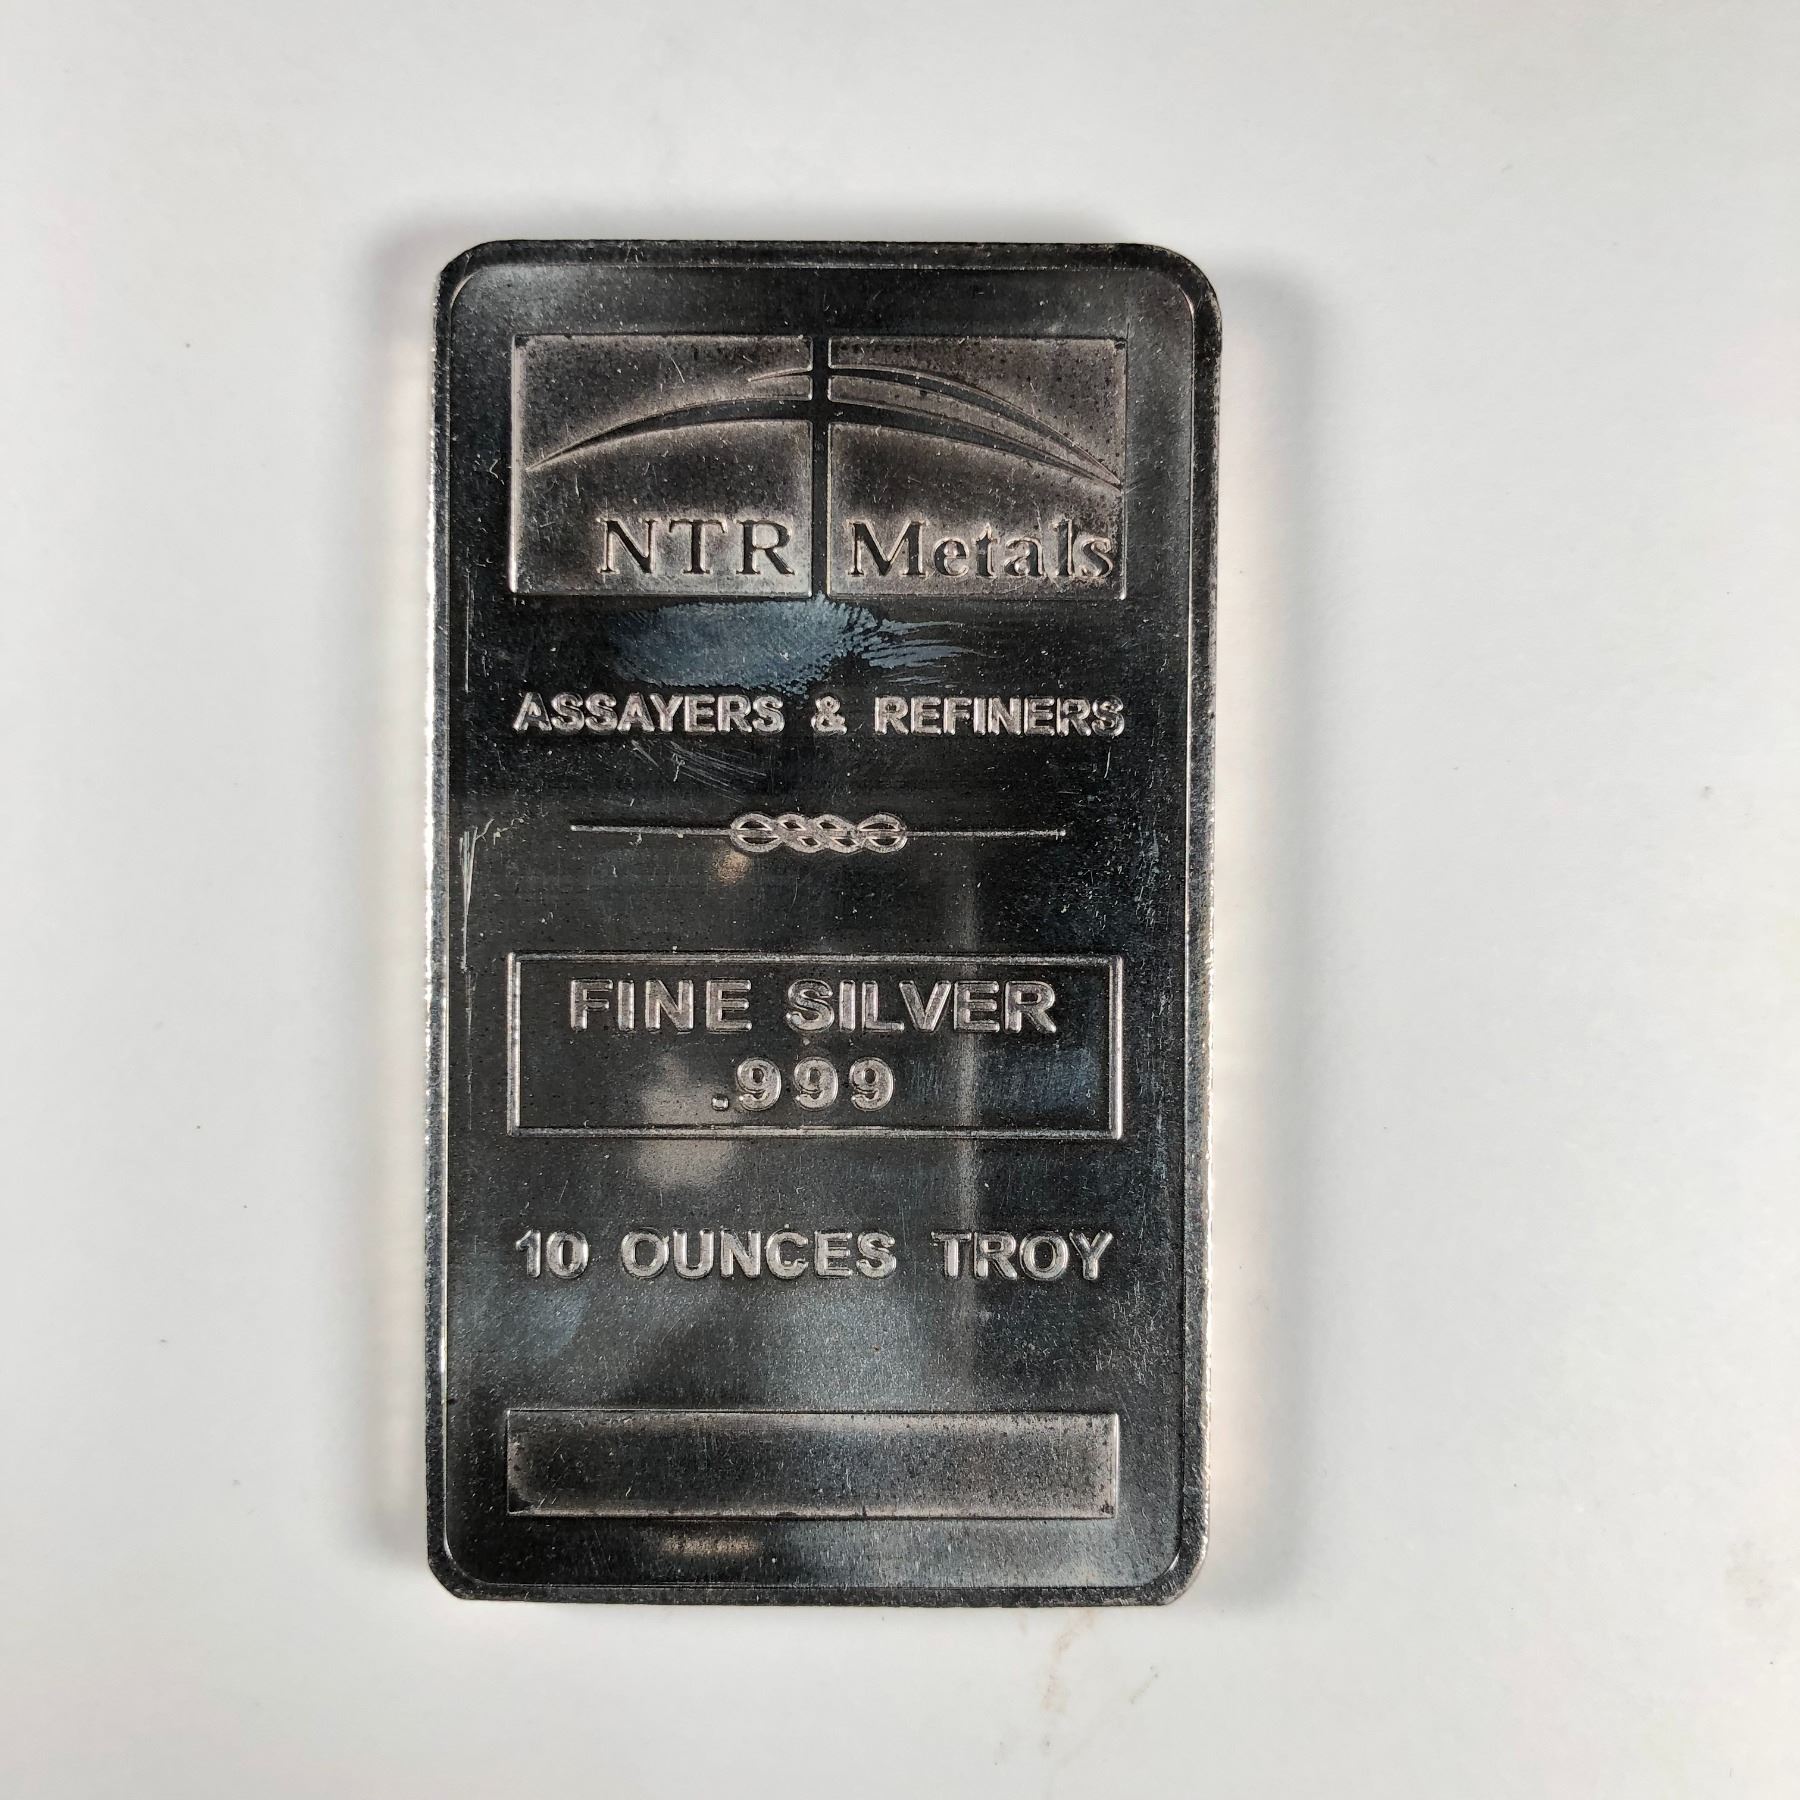 NTR Metals
ASSAYERS & REFINERS
FINE SILVER
.999
10 OUNCES TROY